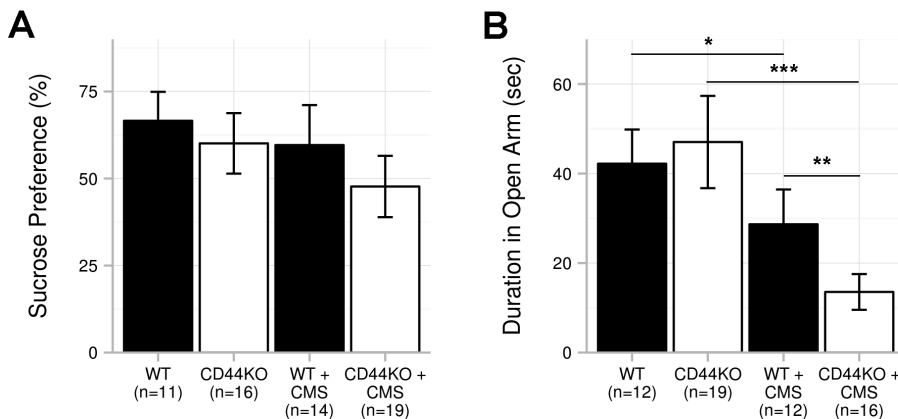 A
Sucrose Preference (%)
75
50
25
0
WT
(n=11)
CD44KO
(n=16)
WT +
CMS
(n=14)
CD44KO +
CMS
(n=19)
B
Duration in Open Arm (sec)
60
40
20
0
*
***
**
WT
(n=12)
CD44KO
(n=19)
WT +
CMS
(n=12)
CD44KO +
CMS
(n=16)